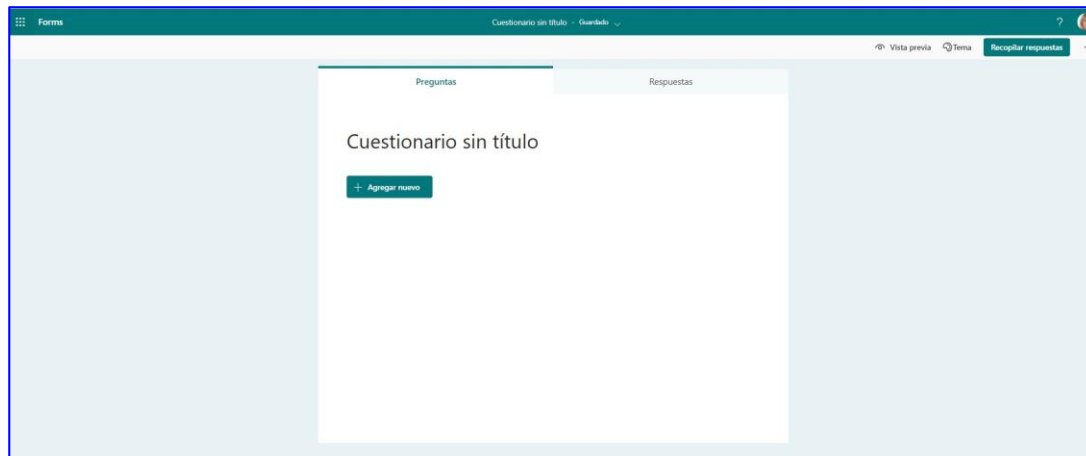 Forms
Cuestionario sin título - Guardado
?
Vista previa Tema Recopilar respuestas
Preguntas Respuestas
Cuestionario sin título
+ Agregar nuevo